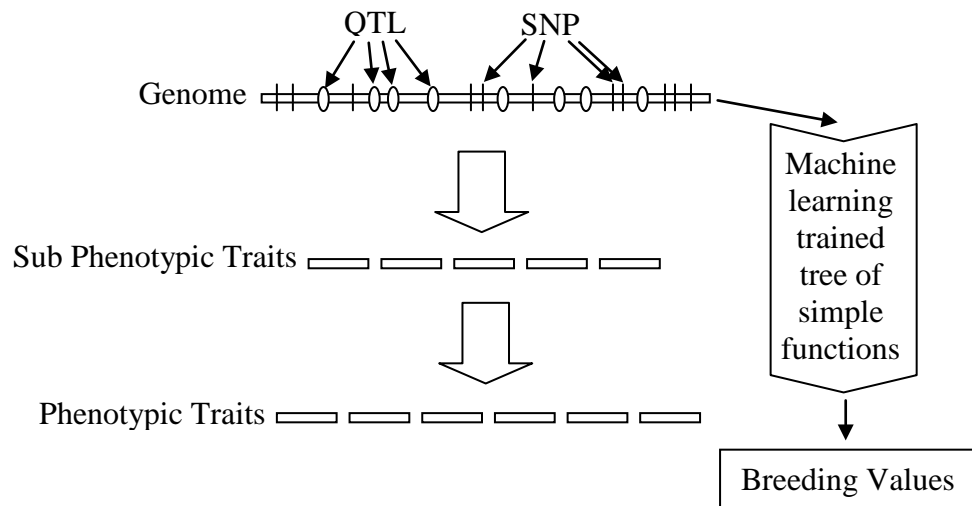 QTL
SNP
Genome
Machine
learning
trained
tree of
simple
functions
Sub Phenotypic Traits
Phenotypic Traits
Breeding Values